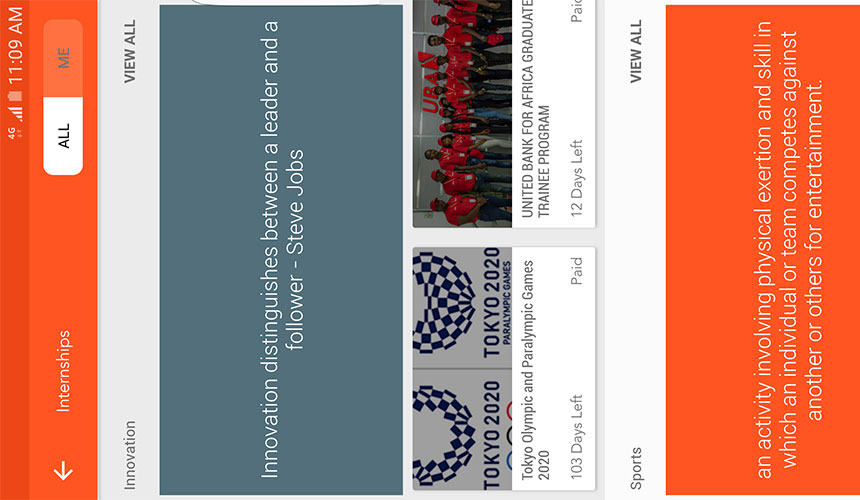 4G 11:09 AM
Internships
ALL ME
Innovation
VIEW ALL
Innovation distinguishes between a leader and a
follower - Steve Jobs
TOKYO 2020
TOKYO 2020
PARALYMPIC GAMES
Tokyo Olympic and Paralympic Games
2020
103 Days Left
Paid
UBA
UNITED BANK FOR AFRICA GRADUATE
TRAINEE PROGRAM
12 Days Left
Paid
Sports
VIEW ALL
an activity involving physical exertion and skill in
which an individual or team competes against
another or others for entertainment.